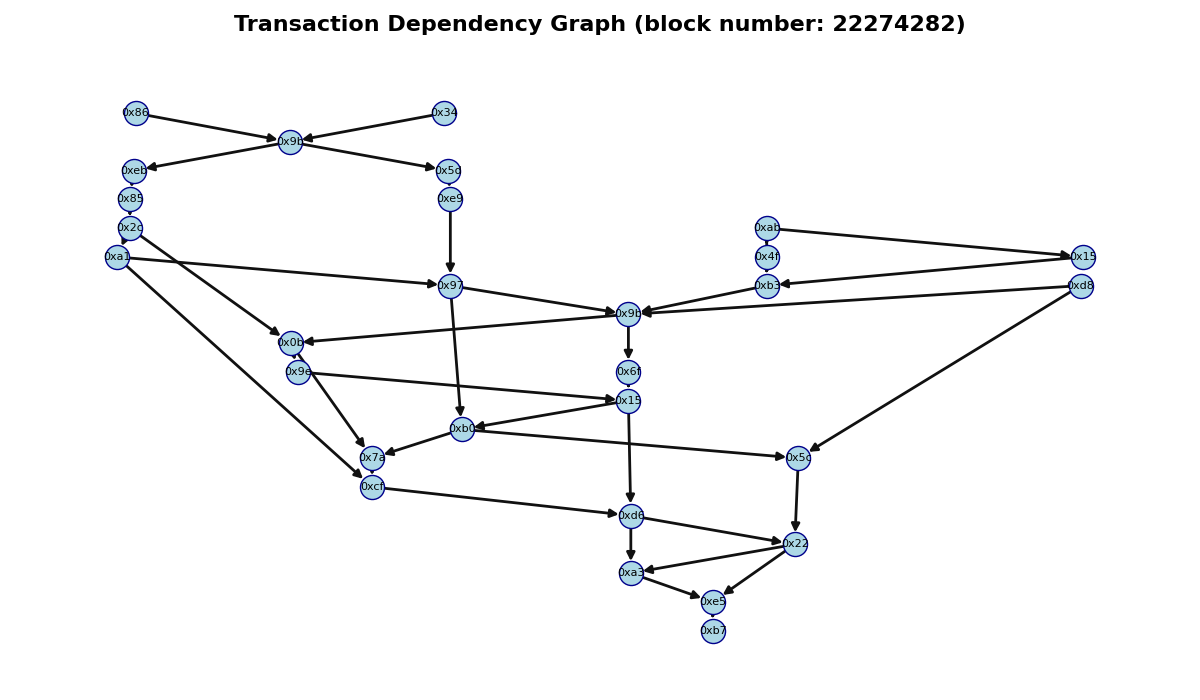 Transaction Dependency Graph (block number: 22274282)
0x86
0x34
0x9b
0xeb
0x5d
0x85
0xe9
0x2c
0xab
0xa1
0x4f
0x15
0x97
0xb3
0xd8
0x9b
0x0b
0x9e
0x6f
0x15
0xb0
0x7a
0x5c
0xcf
0xd6
0x22
0xa3
0xe5
0xb7